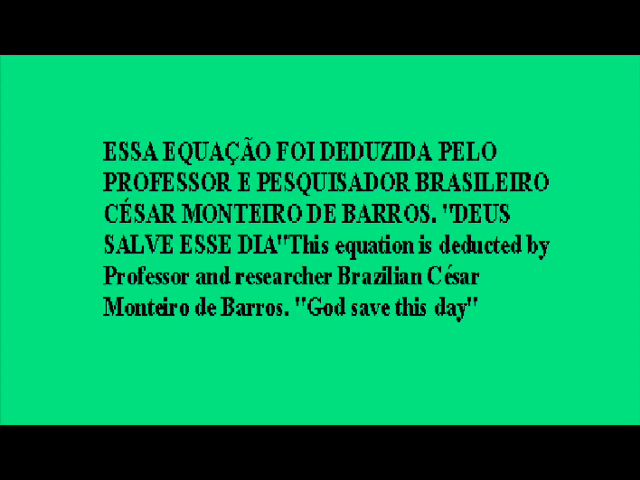 ESSA EQUAÇÃO FOI DEDUZIDA PELO
PROFESSOR E PESQUISADOR BRASILEIRO
CÉSAR MONTEIRO DE BARROS. "DEUS
SALVE ESSE DIA"This equation is deducted by
Professor and researcher Brazilian César
Monteiro de Barros. "God save this day"